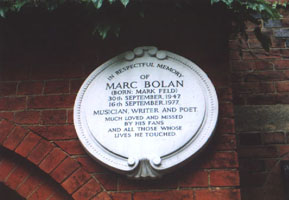 IN RESPECTFUL MEMORY
OF
MARC BOLAN
(BORN: MARK FELD)
30th SEPTEMBER, 1947
16th SEPTEMBER, 1977.
MUSICIAN, WRITER AND POET
MUCH LOVED AND MISSED
BY HIS FANS
AND ALL THOSE WHOSE
LIVES HE TOUCHED